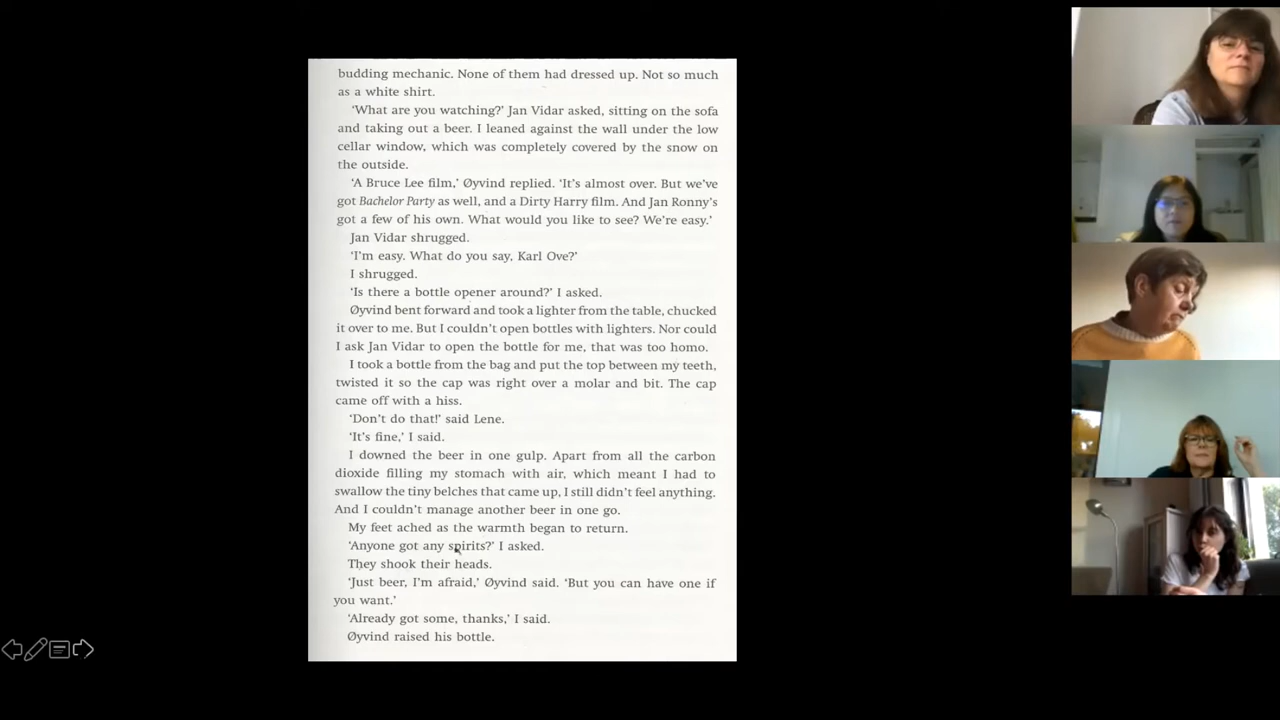 budding mechanic. None of them had dressed up. Not so much
as a white shirt.
‘What are you watching?’ Jan Vidar asked, sitting on the sofa
and taking out a beer. I leaned against the wall under the low
cellar window, which was completely covered by the snow on
the outside.
‘A Bruce Lee film,’ Øyvind replied. ‘It’s almost over. But we’ve
got Bachelor Party as well, and a Dirty Harry film. And Jan Ronny’s
got a few of his own. What would you like to see? We’re easy.’
Jan Vidar shrugged.
‘I’m easy. What do you say, Karl Ove?’
I shrugged.
‘Is there a bottle opener around?’ I asked.
Øyvind bent forward and took a lighter from the table, chucked
it over to me. But I couldn’t open bottles with lighters. Nor could
I ask Jan Vidar to open the bottle for me, that was too homo.
I took a bottle from the bag and put the top between my teeth,
twisted it so the cap was right over a molar and bit. The cap
came off with a hiss.
‘Don’t do that!’ said Lene.
‘It’s fine,’ I said.
I downed the beer in one gulp. Apart from all the carbon
dioxide filling my stomach with air, which meant I had to
swallow the tiny belches that came up, I still didn’t feel anything.
And I couldn’t manage another beer in one go.
My feet ached as the warmth began to return.
‘Anyone got any spirits?’ I asked.
They shook their heads.
‘Just beer, I’m afraid,’ Øyvind said. ‘But you can have one if
you want.’
‘Already got some, thanks,’ I said.
Øyvind raised his bottle.